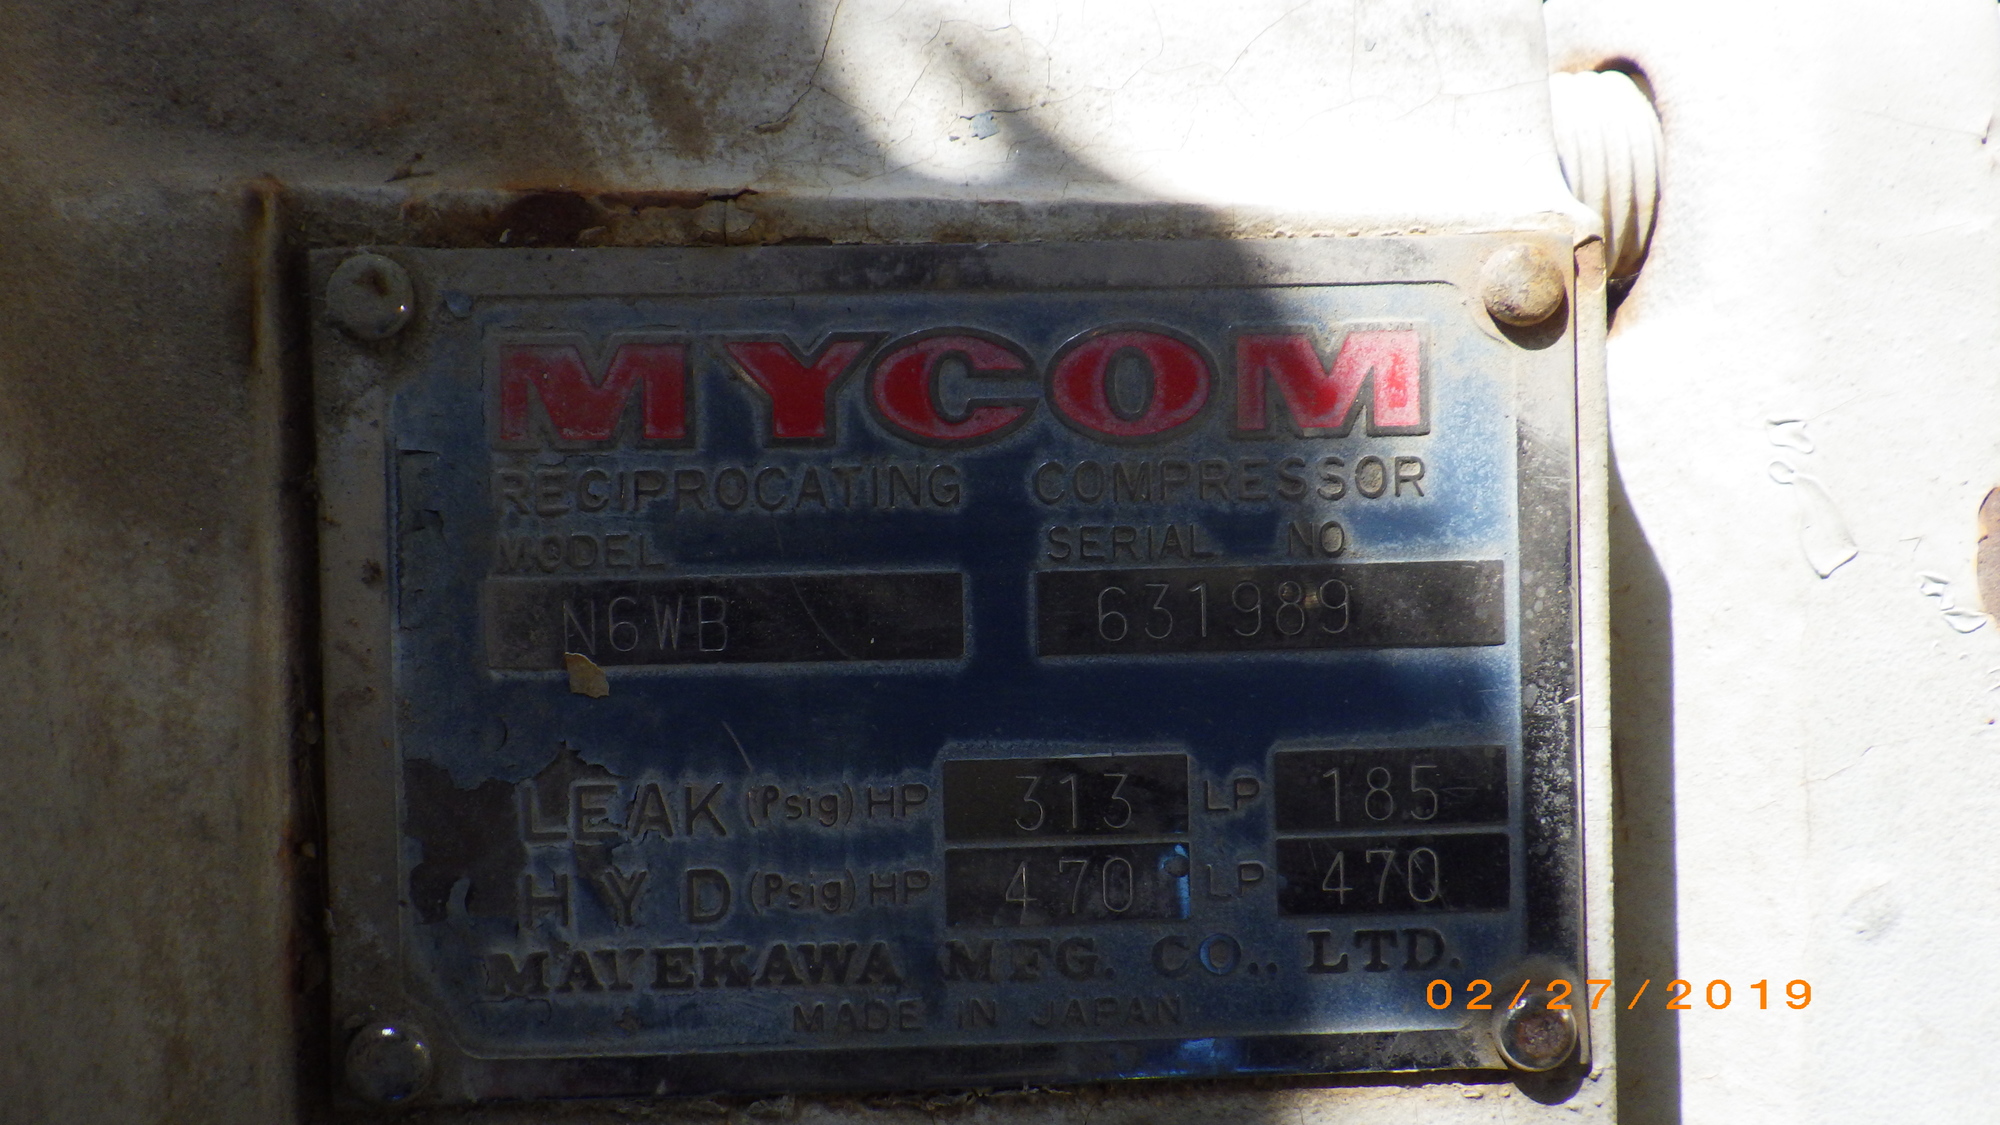 MYCOM
RECIPROCATING COMPRESSOR
MODEL SERIAL NO
N6WB 631989
LEAK (Psig) HP 313 LP 185
HYD (Psig) HP 470 LP 470
MAYEKAWA MFG. CO., LTD.
MADE IN JAPAN
02/27/2019